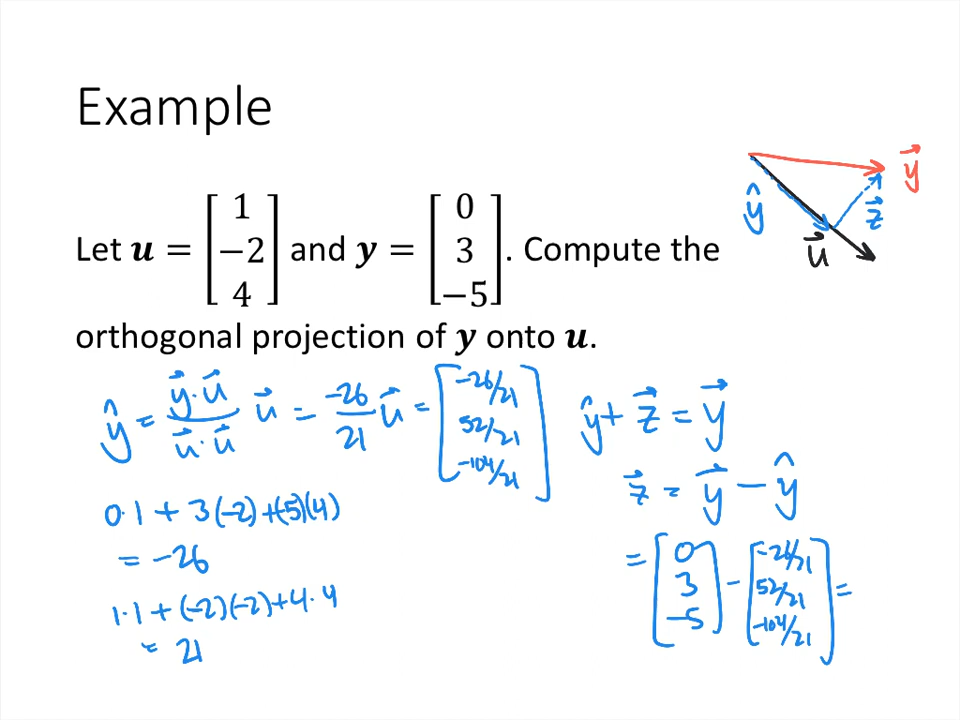 Example
Let u = [1 −2 4] and y = [0 3 −5]. Compute the
orthogonal projection of y onto u.
y⃗
ŷ
z⃗
u⃗
ŷ = y⃗·u⃗ / u⃗·u⃗ u⃗ = -26/21 u⃗ = [-26/21 52/21 -104/21]
0·1 + 3(-2)+(-5)(4)
= -26
1·1 + (-2)(-2)+4·4
= 21
ŷ + z⃗ = y⃗
z⃗ = y⃗ − ŷ
= [0 3 -5] − [-26/21 52/21 -104/21] =